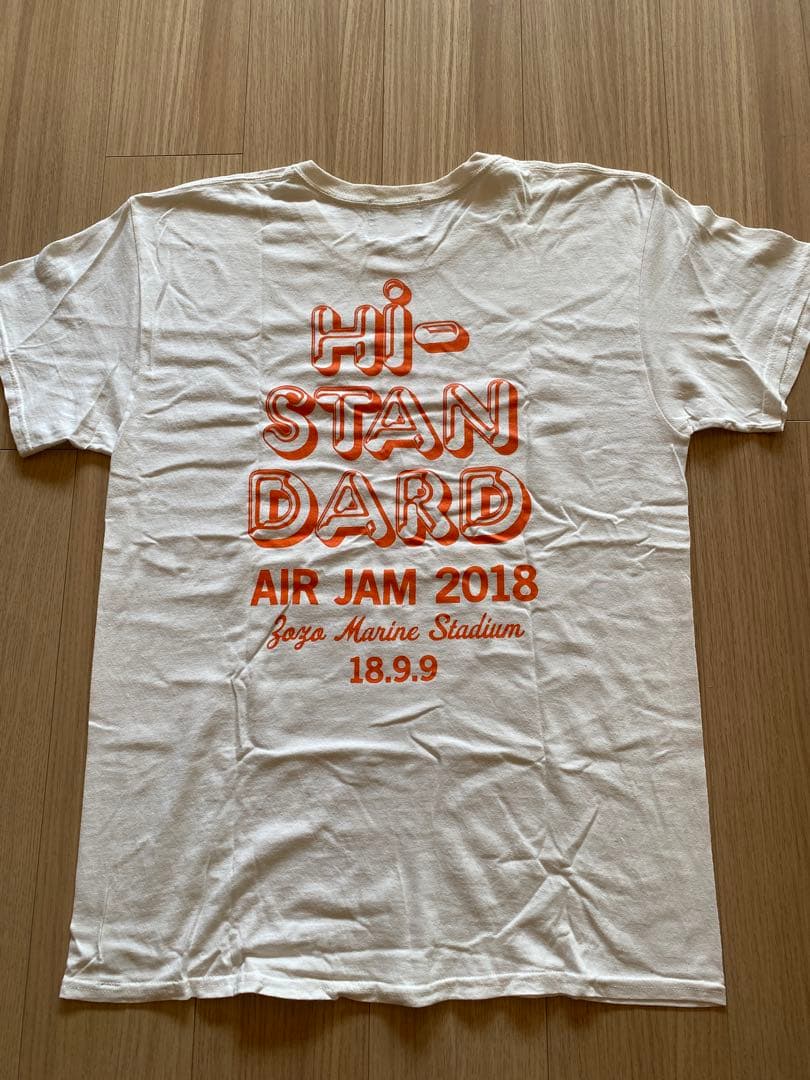 Hi-
STAN
DARD
AIR JAM 2018
Zozo Marine Stadium
18.9.9